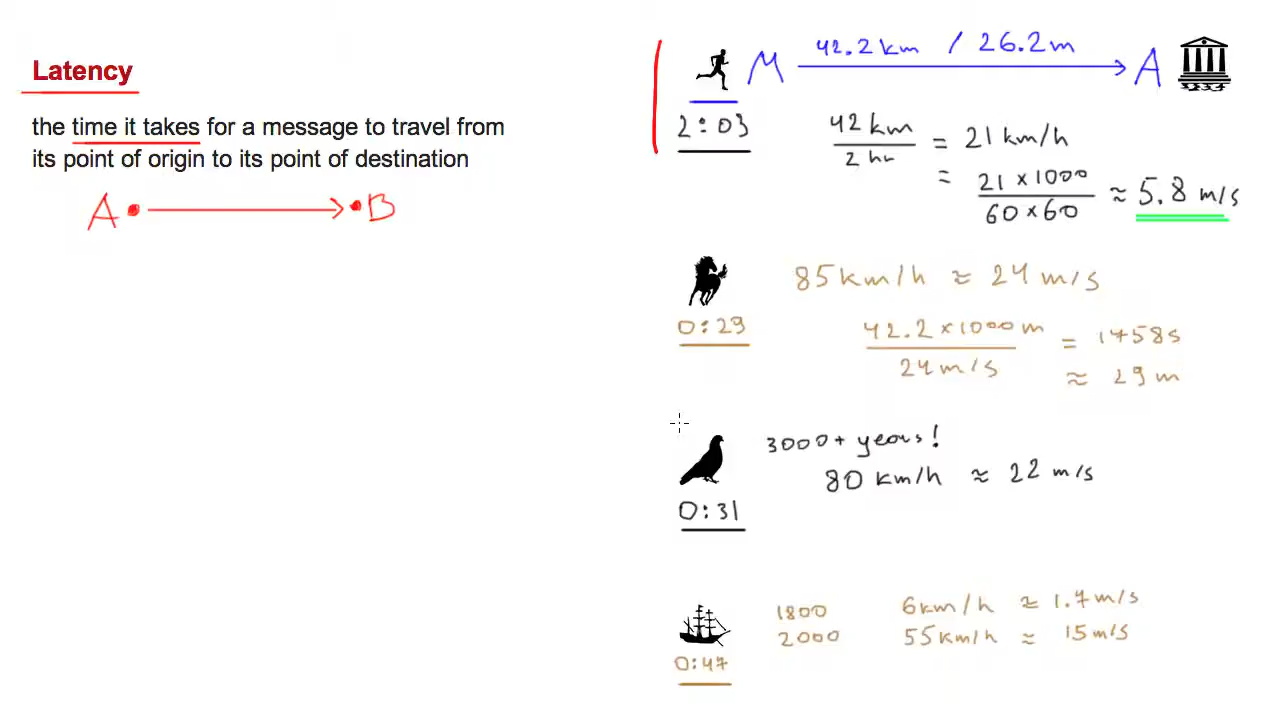 Latency
the time it takes for a message to travel from
its point of origin to its point of destination
A B
M 42.2 km / 26.2 m A
2:03
42 km / 2 hr = 21 km/h
= 21 × 1000 / 60 × 60 ≈ 5.8 m/s
85 km/h ≈ 24 m/s
0:29
42.2 × 1000 m / 24 m/s = 1758 s
≈ 29 m
3000+ years!
80 km/h ≈ 22 m/s
0:31
1800 6 km/h ≈ 1.7 m/s
2000 55 km/h ≈ 15 m/s
0:47